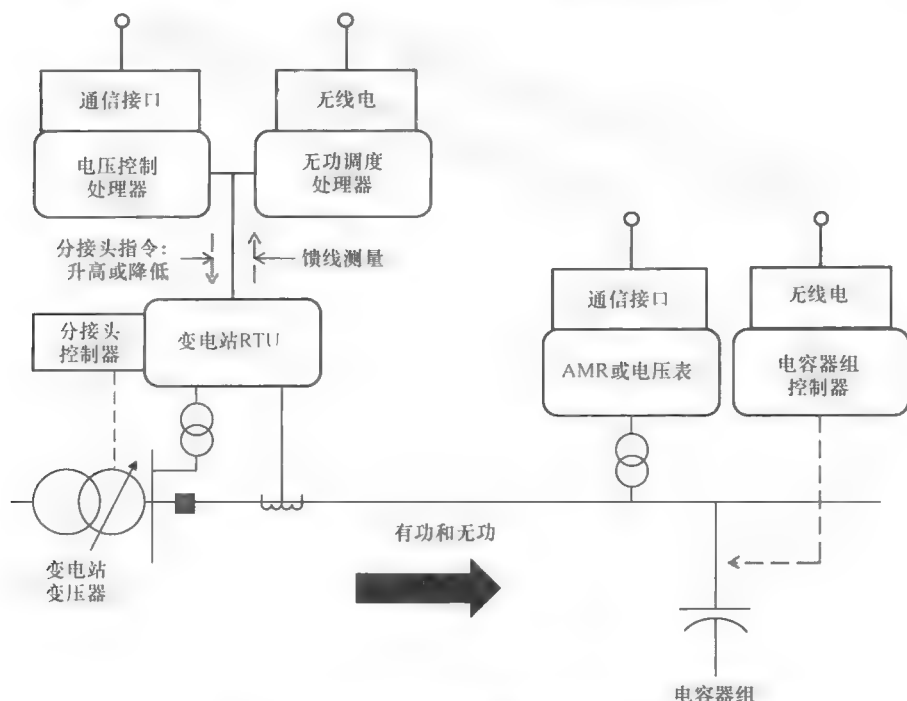 通信接口
无线电
电压控制
处理器
无功调度
处理器
分接头指令:
升高或降低
馈线测量
分接头
控制器
变电站RTU
通信接口
无线电
AMR或电压表
电容器组
控制器
有功和无功
变电站
变压器
电容器组